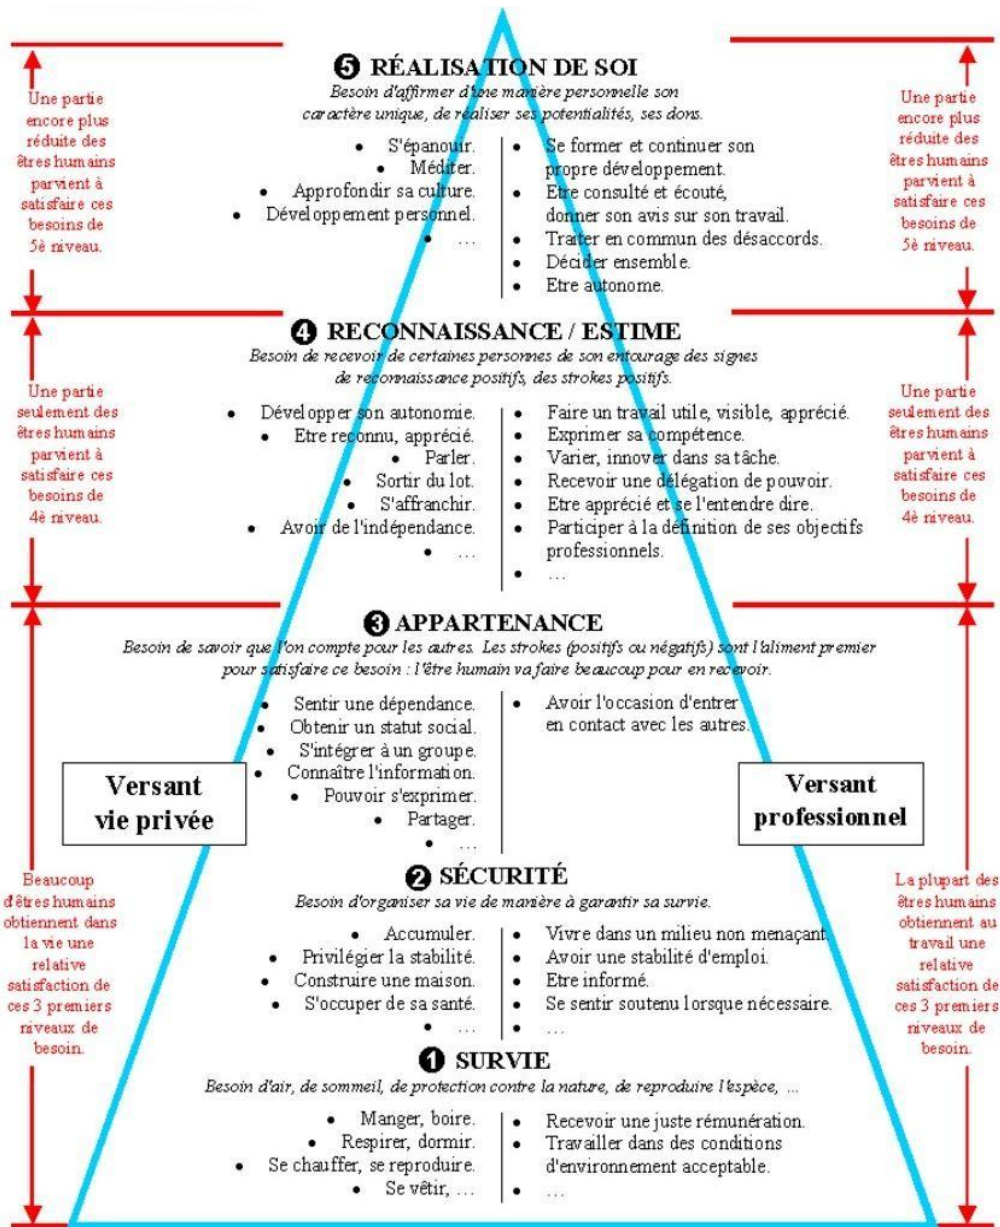 ❺ RÉALISATION DE SOI
Besoin d'affirmer d'une manière personnelle son
caractère unique, de réaliser ses potentialités, ses dons.
Une partie
encore plus
réduite des
êtres humains
parvient à
satisfaire ces
besoins de
5è niveau.
• S'épanouir.
• Méditer.
• Approfondir sa culture.
• Développement personnel.
• …
• Se former et continuer son
propre développement.
• Etre consulté et écouté,
donner son avis sur son travail.
• Traiter en commun des désaccords.
• Décider ensemble.
• Etre autonome.
Une partie
encore plus
réduite des
êtres humains
parvient à
satisfaire ces
besoins de
5è niveau.
❹ RECONNAISSANCE / ESTIME
Besoin de recevoir de certaines personnes de son entourage des signes
de reconnaissance positifs, des strokes positifs.
Une partie
seulement des
êtres humains
parvient à
satisfaire ces
besoins de
4è niveau.
• Développer son autonomie.
• Etre reconnu, apprécié.
• Parler.
• Sortir du lot.
• S'affranchir.
• Avoir de l'indépendance.
• …
• Faire un travail utile, visible, apprécié.
• Exprimer sa compétence.
• Varier, innover dans sa tâche.
• Recevoir une délégation de pouvoir.
• Etre apprécié et se l'entendre dire.
• Participer à la définition de ses objectifs
professionnels.
• …
Une partie
seulement des
êtres humains
parvient à
satisfaire ces
besoins de
4è niveau.
❸ APPARTENANCE
Besoin de savoir que l'on compte pour les autres. Les strokes (positifs ou négatifs) sont l'aliment premier
pour satisfaire ce besoin : l'être humain va faire beaucoup pour en recevoir.
• Sentir une dépendance.
• Obtenir un statut social.
• S'intégrer à un groupe.
• Connaître l'information.
• Pouvoir s'exprimer.
• Partager.
• …
• Avoir l'occasion d'entrer
en contact avec les autres.
Versant
vie privée
Versant
professionnel
Beaucoup
d'êtres humains
obtiennent dans
la vie une
relative
satisfaction de
ces 3 premiers
niveaux de
besoin.
❷ SÉCURITÉ
Besoin d'organiser sa vie de manière à garantir sa survie.
• Accumuler.
• Privilégier la stabilité.
• Construire une maison.
• S'occuper de sa santé.
• …
• Vivre dans un milieu non menaçant.
• Avoir une stabilité d'emploi.
• Etre informé.
• Se sentir soutenu lorsque nécessaire.
• …
La plupart des
êtres humains
obtiennent au
travail une
relative
satisfaction de
ces 3 premiers
niveaux de
besoin.
❶ SURVIE
Besoin d'air, de sommeil, de protection contre la nature, de reproduire l'espèce, …
• Manger, boire.
• Respirer, dormir.
• Se chauffer, se reproduire.
• Se vêtir, …
• Recevoir une juste rémunération.
• Travailler dans des conditions
d'environnement acceptable.
• …